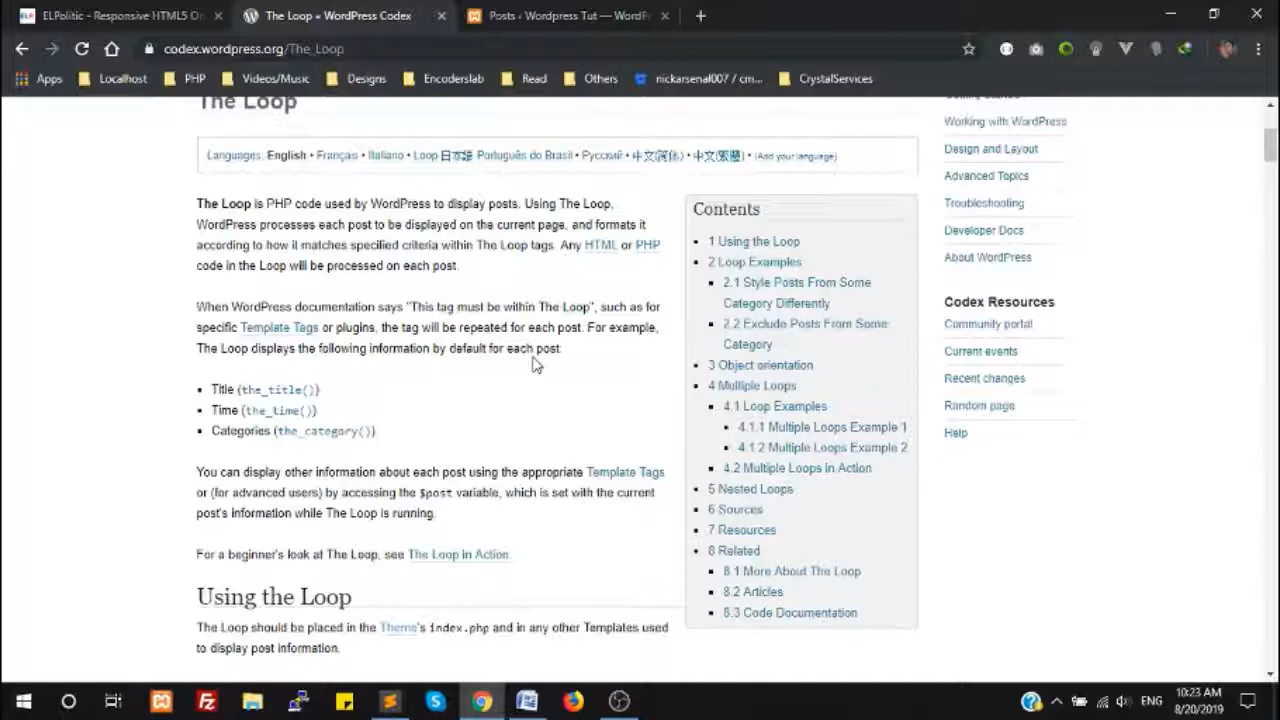 ELPolitic - Responsive HTML5 On
The Loop « WordPress Codex
Posts ‹ Wordpress Tut — WordPr
codex.wordpress.org/The_Loop
Apps Localhost PHP Videos/Music Designs Encoderslab Read Others nickarsenal007 / cm... CrystalServices
The Loop
Languages: English • Français • Italiano • Loop 日本語 Português do Brasil • Русский • 中文(简体) • 中文(繁體) • (Add your language)
The Loop is PHP code used by WordPress to display posts. Using The Loop,
WordPress processes each post to be displayed on the current page, and formats it
according to how it matches specified criteria within The Loop tags. Any HTML or PHP
code in the Loop will be processed on each post.
When WordPress documentation says "This tag must be within The Loop", such as for
specific Template Tags or plugins, the tag will be repeated for each post. For example,
The Loop displays the following information by default for each post:
Title (the_title())
Time (the_time())
Categories (the_category())
You can display other information about each post using the appropriate Template Tags
or (for advanced users) by accessing the $post variable, which is set with the current
post's information while The Loop is running.
For a beginner's look at The Loop, see The Loop in Action.
Using the Loop
The Loop should be placed in the Theme's index.php and in any other Templates used
to display post information.
Contents
1 Using the Loop
2 Loop Examples
2.1 Style Posts From Some
Category Differently
2.2 Exclude Posts From Some
Category
3 Object orientation
4 Multiple Loops
4.1 Loop Examples
4.1.1 Multiple Loops Example 1
4.1.2 Multiple Loops Example 2
4.2 Multiple Loops in Action
5 Nested Loops
6 Sources
7 Resources
8 Related
8.1 More About The Loop
8.2 Articles
8.3 Code Documentation
Working with WordPress
Design and Layout
Advanced Topics
Troubleshooting
Developer Docs
About WordPress
Codex Resources
Community portal
Current events
Recent changes
Random page
Help
ENG
10:23 AM
8/20/2019